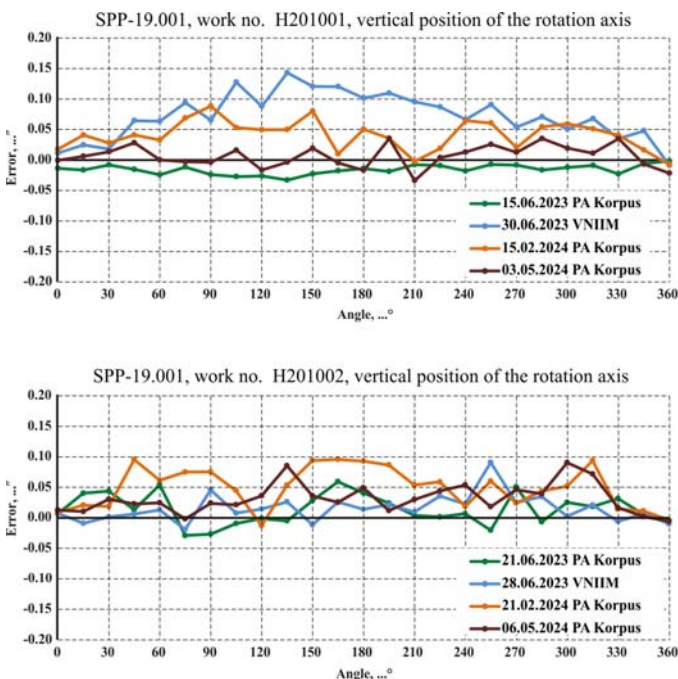 SPP-19.001, work no. H201001, vertical position of the rotation axis
0.20
0.15
0.10
0.05
0.00
-0.05
-0.10
-0.15
-0.20
Error, ..."
15.06.2023 PA Korpus
30.06.2023 VNIIM
15.02.2024 PA Korpus
03.05.2024 PA Korpus
0 30 60 90 120 150 180 210 240 270 300 330 360
Angle, ...°
SPP-19.001, work no. H201002, vertical position of the rotation axis
0.20
0.15
0.10
0.05
0.00
-0.05
-0.10
-0.15
-0.20
Error, ..."
21.06.2023 PA Korpus
28.06.2023 VNIIM
21.02.2024 PA Korpus
06.05.2024 PA Korpus
0 30 60 90 120 150 180 210 240 270 300 330 360
Angle, ...°